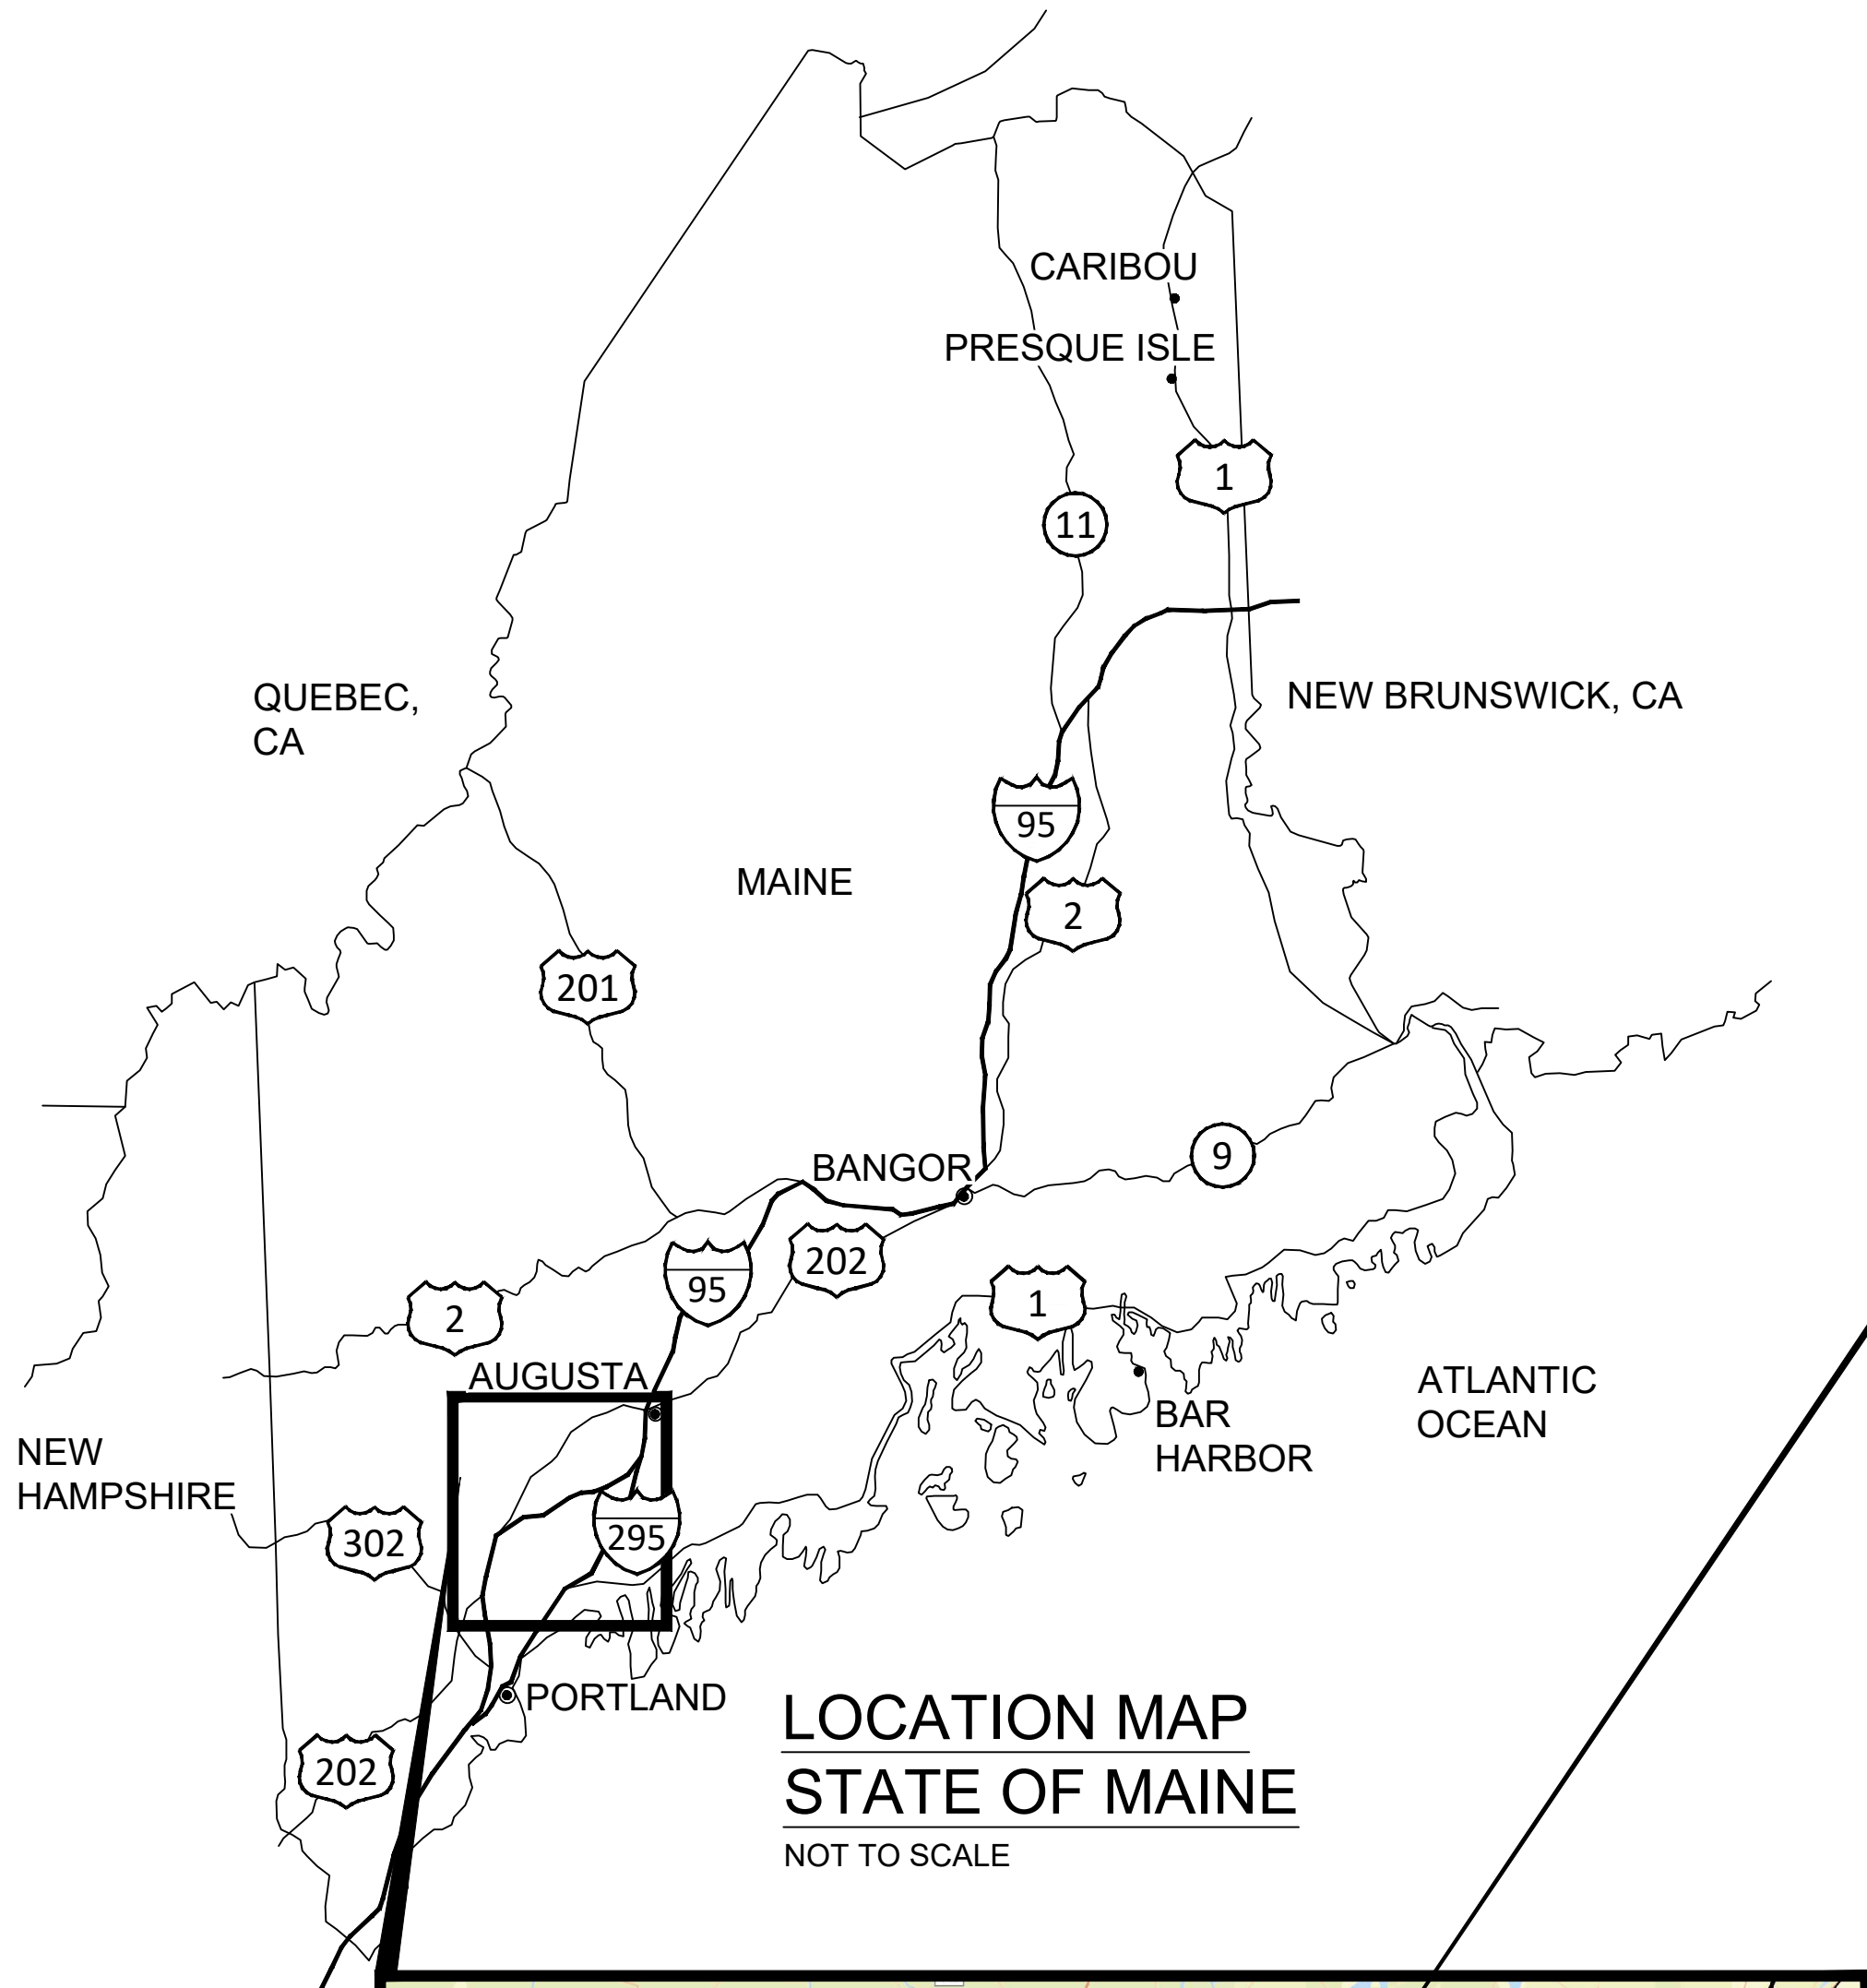 CARIBOU
PRESQUE ISLE
1
11
QUEBEC,
CA
NEW BRUNSWICK, CA
95
MAINE
2
201
9
BANGOR
202
95
1
2
AUGUSTA
ATLANTIC
OCEAN
BAR
HARBOR
NEW
HAMPSHIRE
302
295
PORTLAND
202
LOCATION MAP
STATE OF MAINE
NOT TO SCALE